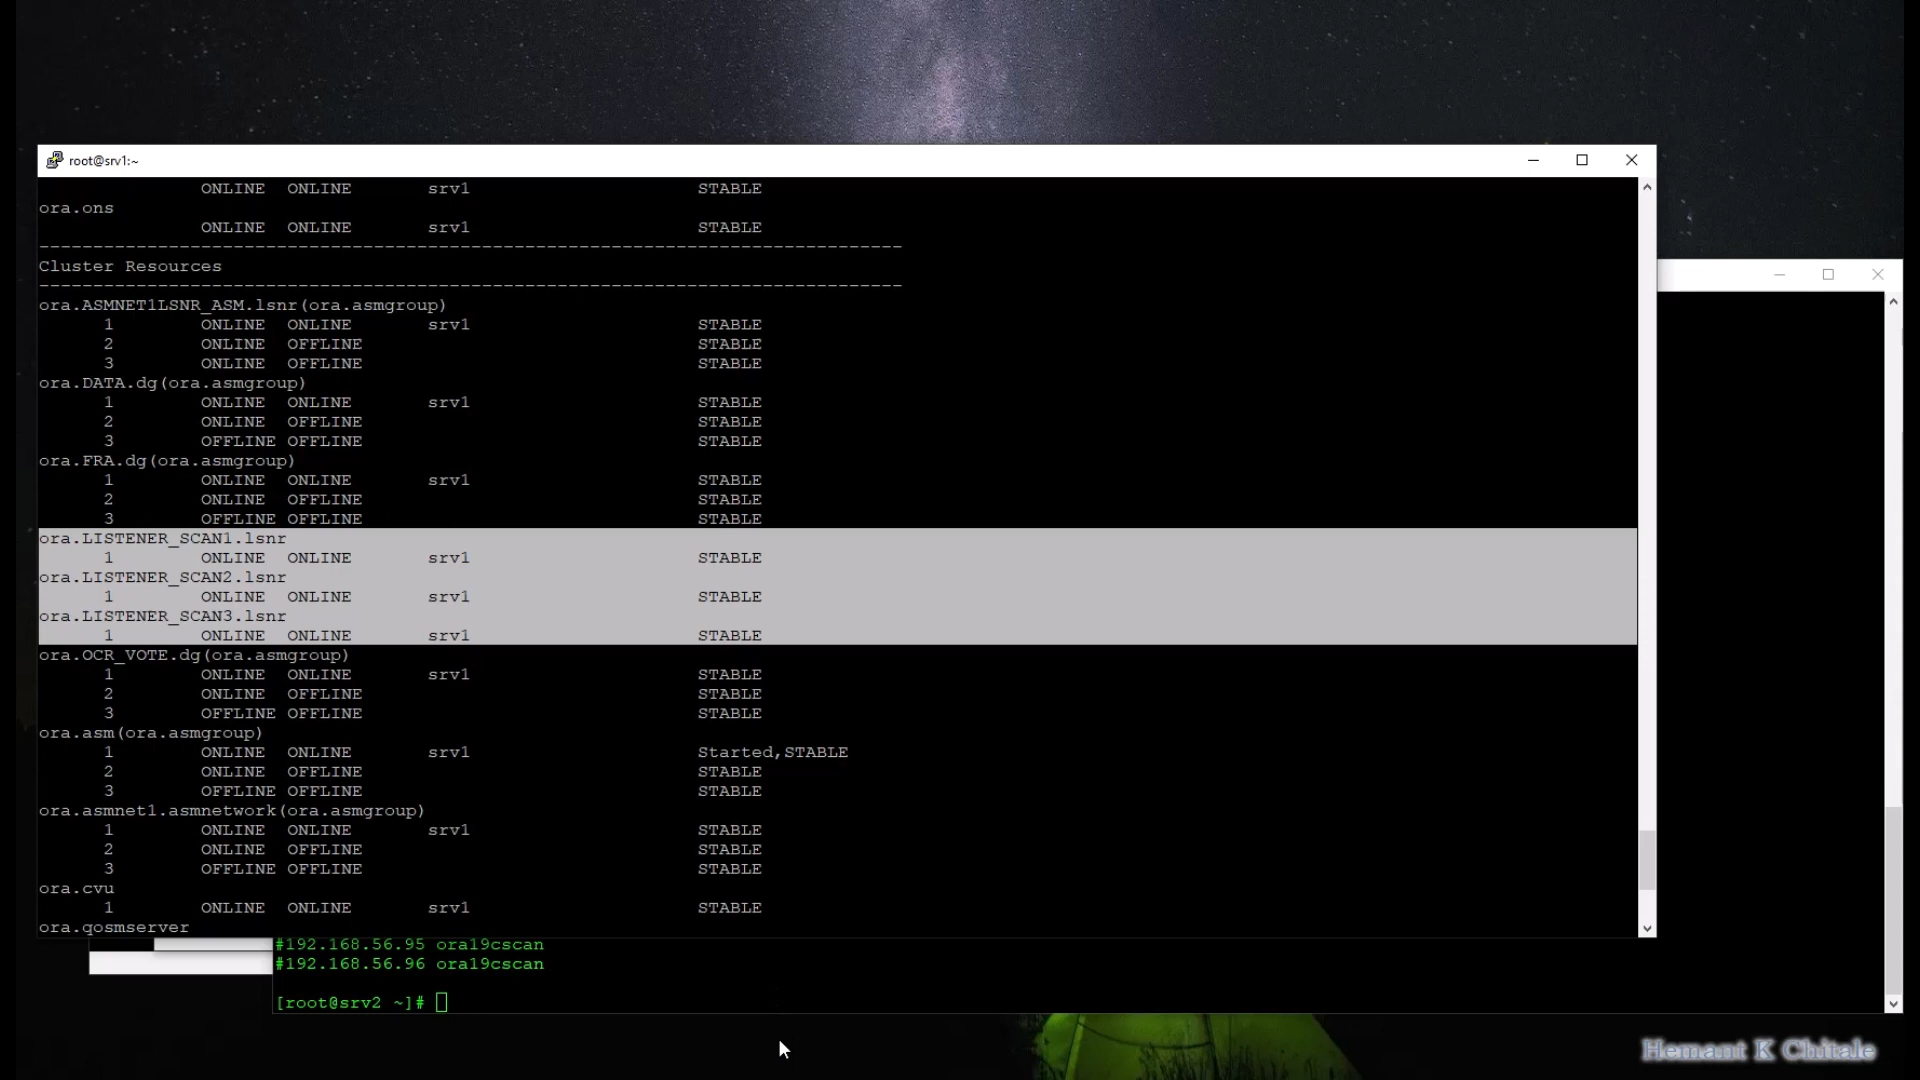 root@srv1:~
ONLINE ONLINE srv1 STABLE
ora.ons
ONLINE ONLINE srv1 STABLE
--------------------------------------------------------------------------------
Cluster Resources
--------------------------------------------------------------------------------
ora.ASMNET1LSNR_ASM.lsnr(ora.asmgroup)
1 ONLINE ONLINE srv1 STABLE
2 ONLINE OFFLINE STABLE
3 ONLINE OFFLINE STABLE
ora.DATA.dg(ora.asmgroup)
1 ONLINE ONLINE srv1 STABLE
2 ONLINE OFFLINE STABLE
3 OFFLINE OFFLINE STABLE
ora.FRA.dg(ora.asmgroup)
1 ONLINE ONLINE srv1 STABLE
2 ONLINE OFFLINE STABLE
3 OFFLINE OFFLINE STABLE
ora.LISTENER_SCAN1.lsnr
1 ONLINE ONLINE srv1 STABLE
ora.LISTENER_SCAN2.lsnr
1 ONLINE ONLINE srv1 STABLE
ora.LISTENER_SCAN3.lsnr
1 ONLINE ONLINE srv1 STABLE
ora.OCR_VOTE.dg(ora.asmgroup)
1 ONLINE ONLINE srv1 STABLE
2 ONLINE OFFLINE STABLE
3 OFFLINE OFFLINE STABLE
ora.asm(ora.asmgroup)
1 ONLINE ONLINE srv1 Started,STABLE
2 ONLINE OFFLINE STABLE
3 OFFLINE OFFLINE STABLE
ora.asmnet1.asmnetwork(ora.asmgroup)
1 ONLINE ONLINE srv1 STABLE
2 ONLINE OFFLINE STABLE
3 OFFLINE OFFLINE STABLE
ora.cvu
1 ONLINE ONLINE srv1 STABLE
ora.qosmserver
#192.168.56.95 ora19cscan
#192.168.56.96 ora19cscan
[root@srv2 ~]#
Hemant K Chitale